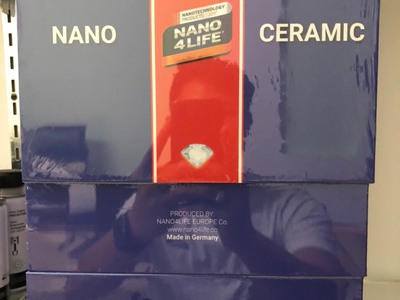 NANO
NANOTECHNOLOGY
NANO
4LIFE
CERAMIC
PRODUCED BY
NANO4LIFE EUROPE Co.
www.nano4life.co
Made in Germany